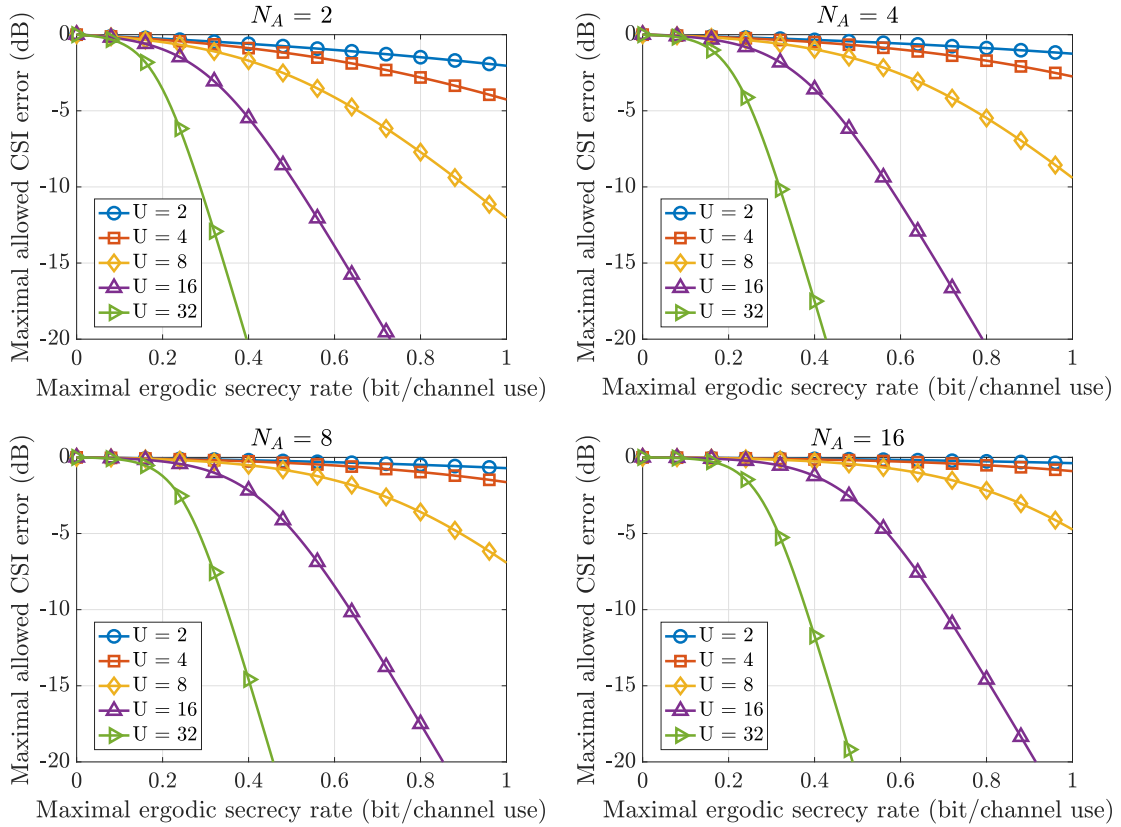 N_A = 2
Maximal allowed CSI error (dB)
0
-5
-10
-15
-20
U = 2
U = 4
U = 8
U = 16
U = 32
0 0.2 0.4 0.6 0.8 1
Maximal ergodic secrecy rate (bit/channel use)
N_A = 4
Maximal allowed CSI error (dB)
0
-5
-10
-15
-20
U = 2
U = 4
U = 8
U = 16
U = 32
0 0.2 0.4 0.6 0.8 1
Maximal ergodic secrecy rate (bit/channel use)
N_A = 8
Maximal allowed CSI error (dB)
0
-5
-10
-15
-20
U = 2
U = 4
U = 8
U = 16
U = 32
0 0.2 0.4 0.6 0.8 1
Maximal ergodic secrecy rate (bit/channel use)
N_A = 16
Maximal allowed CSI error (dB)
0
-5
-10
-15
-20
U = 2
U = 4
U = 8
U = 16
U = 32
0 0.2 0.4 0.6 0.8 1
Maximal ergodic secrecy rate (bit/channel use)